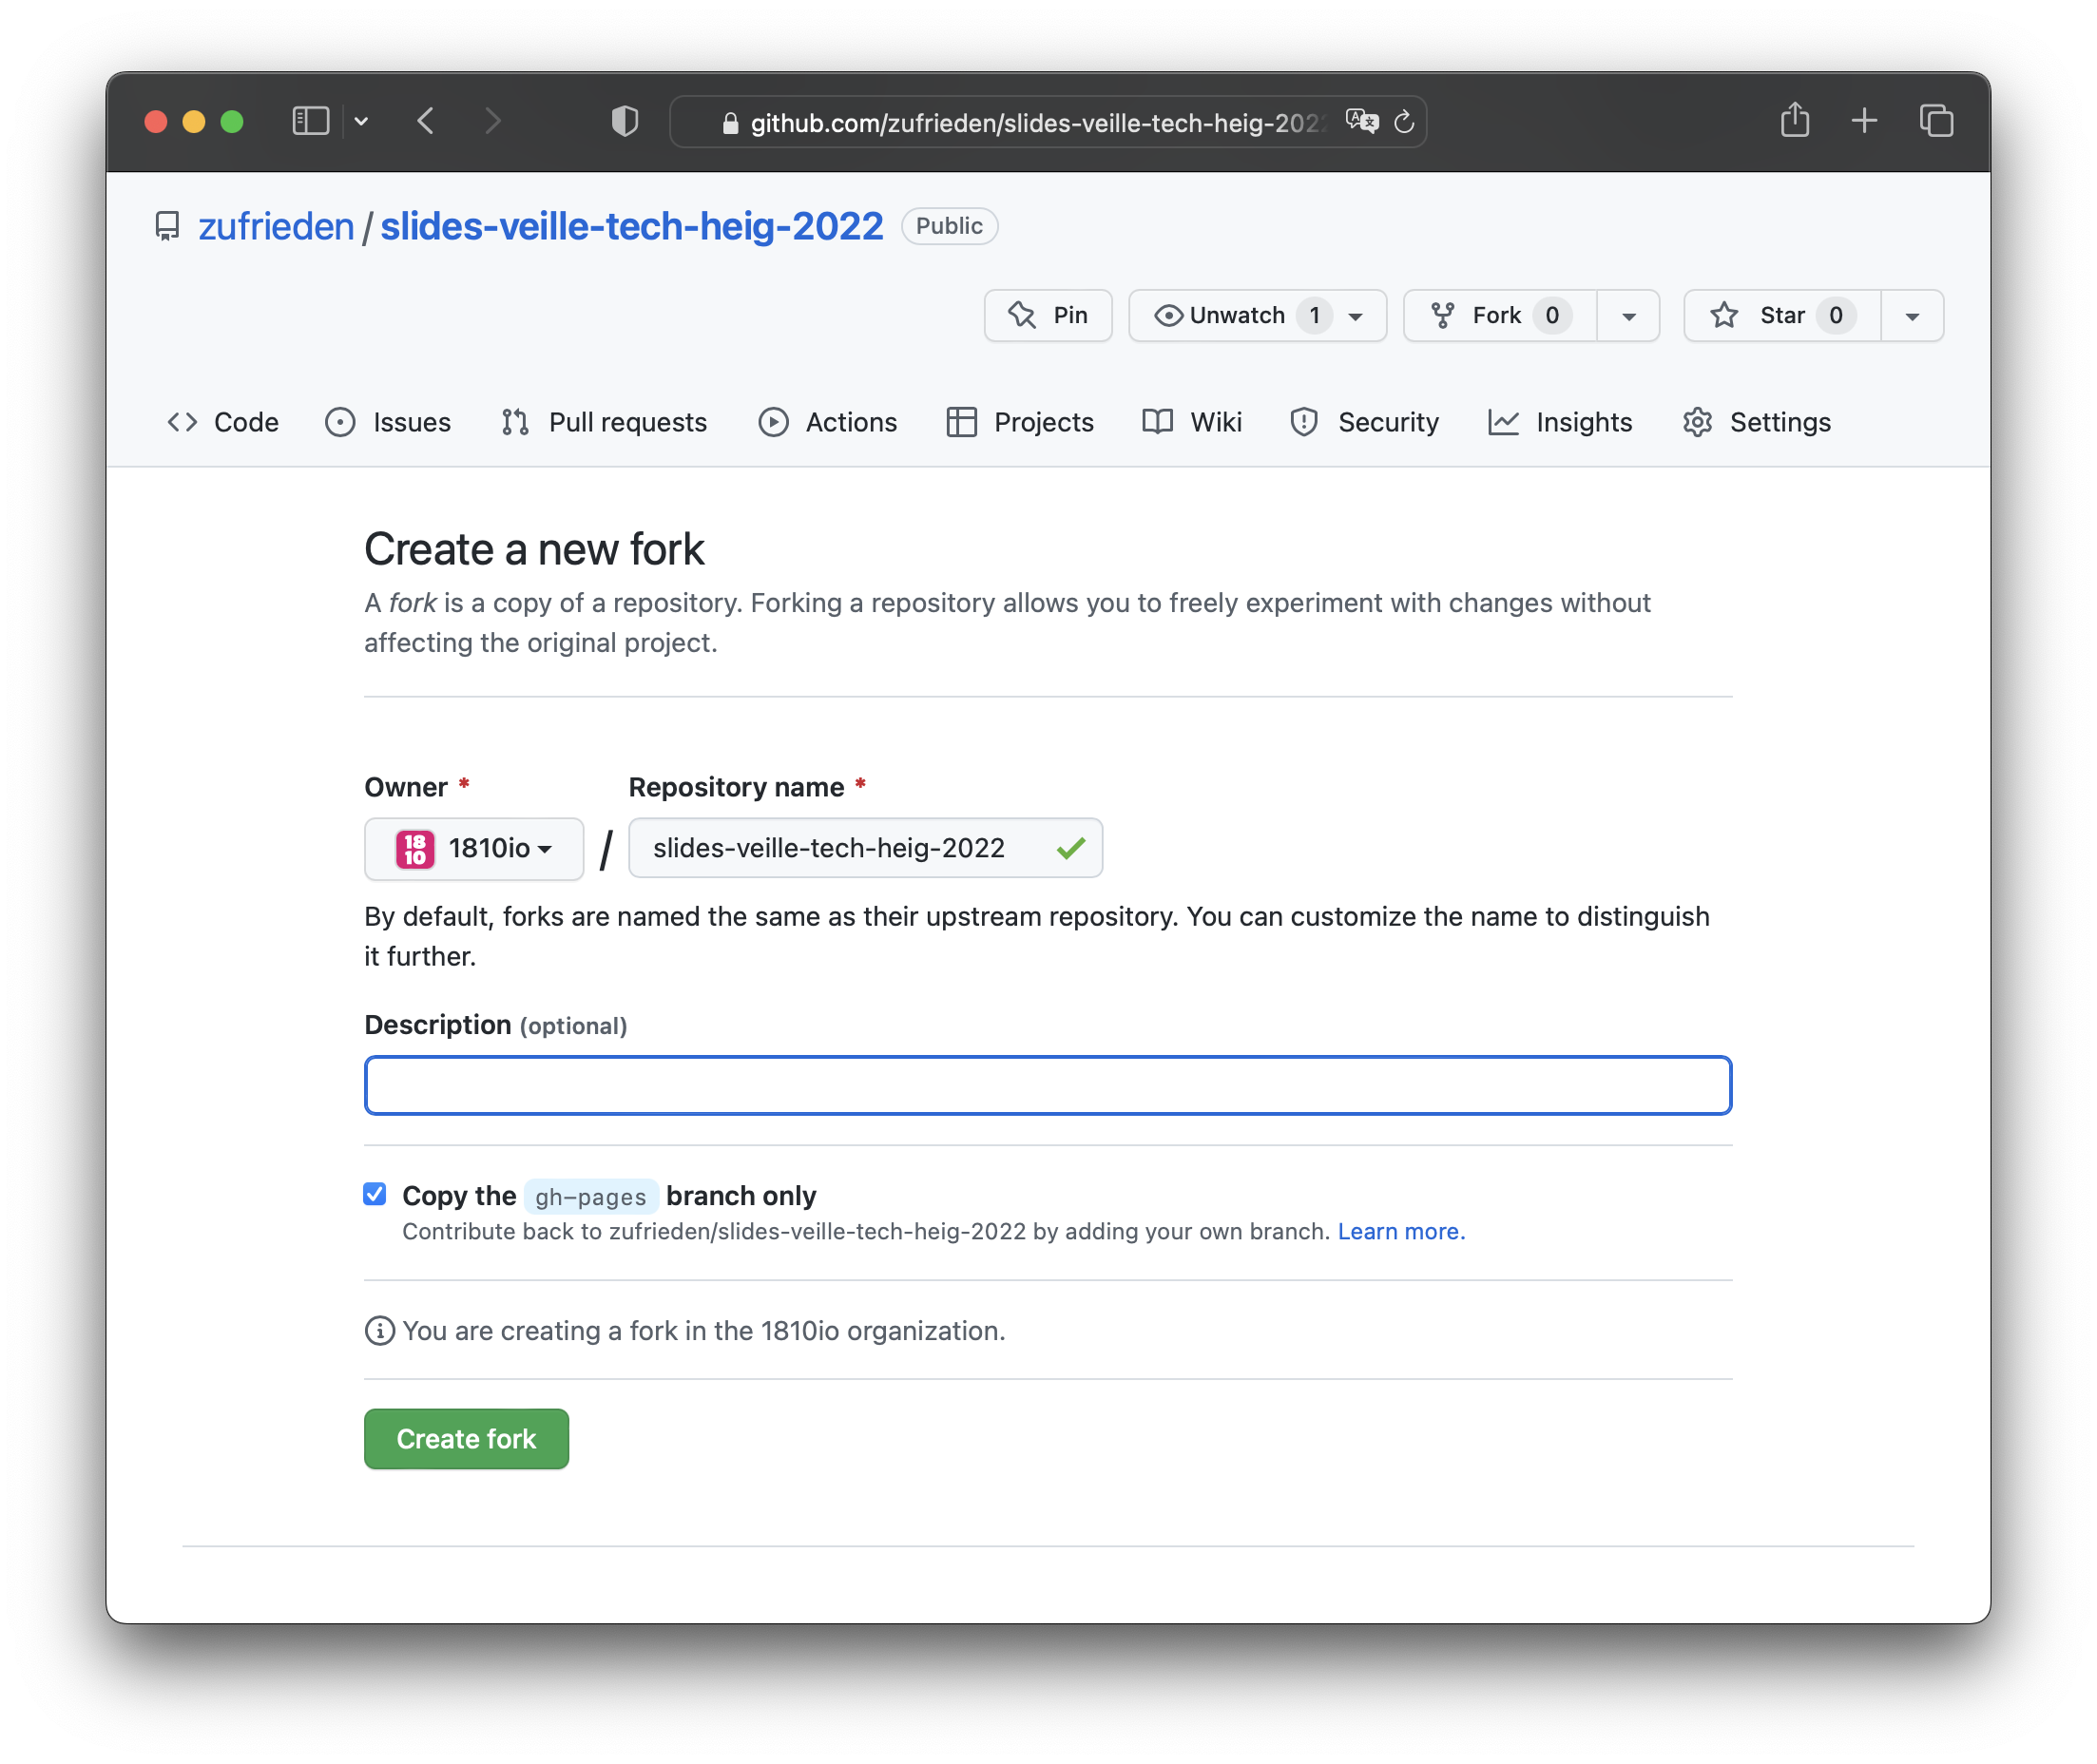 github.com/zufrieden/slides-veille-tech-heig-202
zufrieden / slides-veille-tech-heig-2022 Public
Pin Unwatch 1 Fork 0 Star 0
Code Issues Pull requests Actions Projects Wiki Security Insights Settings
Create a new fork
A fork is a copy of a repository. Forking a repository allows you to freely experiment with changes without
affecting the original project.
Owner * Repository name *
18
10
1810io / slides-veille-tech-heig-2022
By default, forks are named the same as their upstream repository. You can customize the name to distinguish
it further.
Description (optional)
Copy the gh-pages branch only
Contribute back to zufrieden/slides-veille-tech-heig-2022 by adding your own branch. Learn more.
You are creating a fork in the 1810io organization.
Create fork